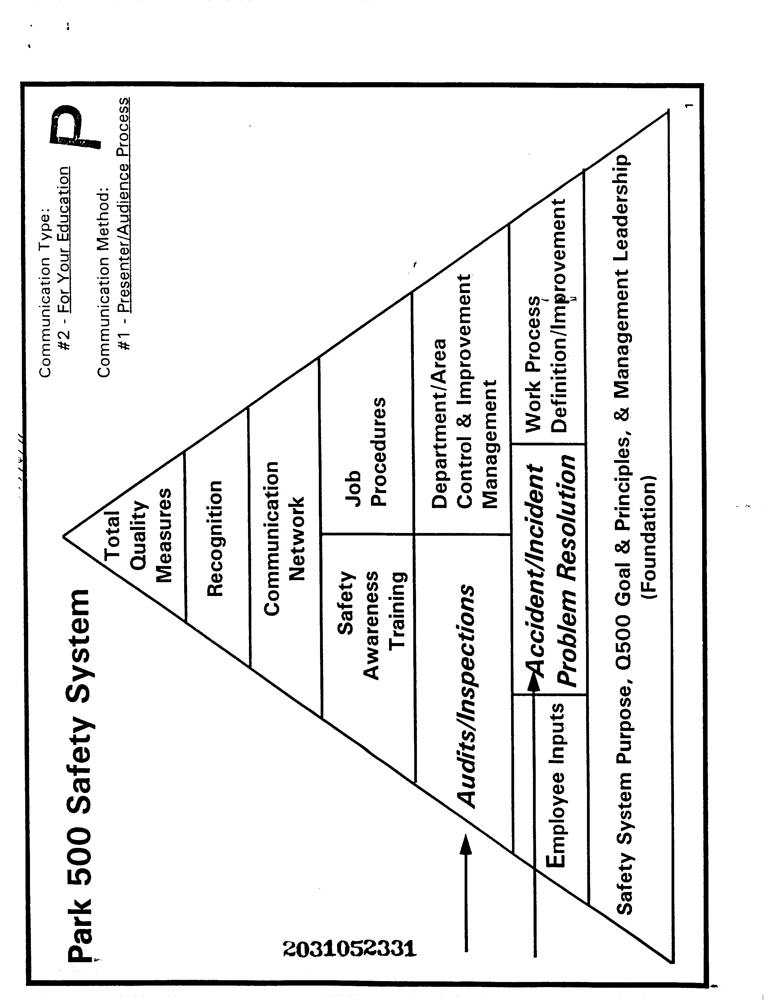 Park 500 Safety System
Communication Type:
#2 - For Your Education
Communication Method:
#1 - Presenter/Audience Process
P
Total
Quality
Measures
Recognition
Communication
Network
Safety
Awareness
Training
Job
Procedures
Audits/Inspections
Department/Area
Control & Improvement
Management
Employee Inputs
Accident/Incident
Problem Resolution
Work Process
Definition/Improvement
Safety System Purpose, Q500 Goal & Principles, & Management Leadership
(Foundation)
1
2031052331